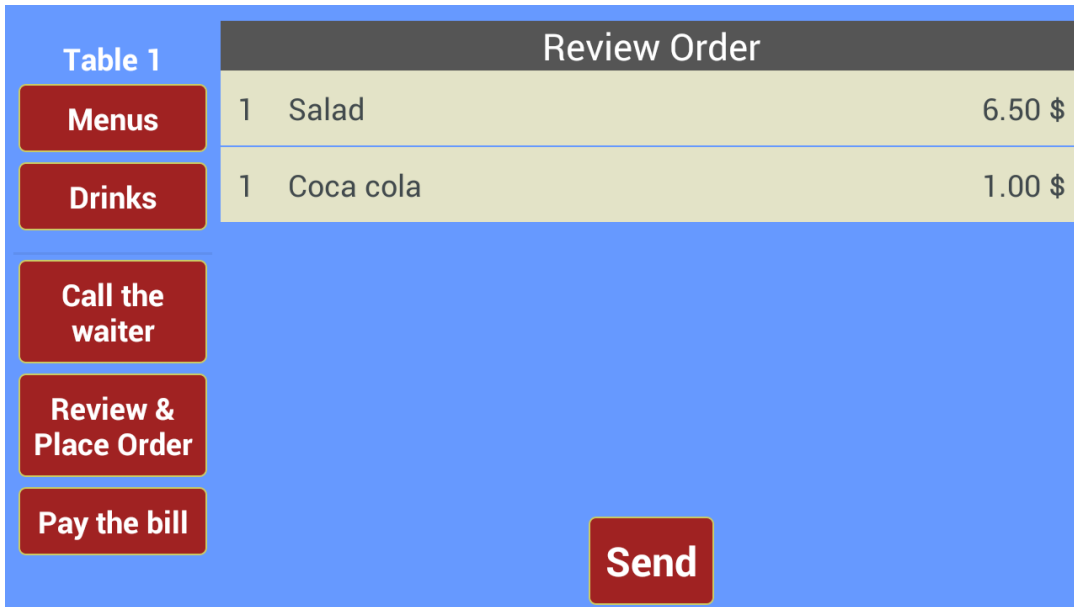 Table 1
Menus
Drinks
Call the
waiter
Review &
Place Order
Pay the bill
Review Order
1 Salad 6.50 $
1 Coca cola 1.00 $
Send